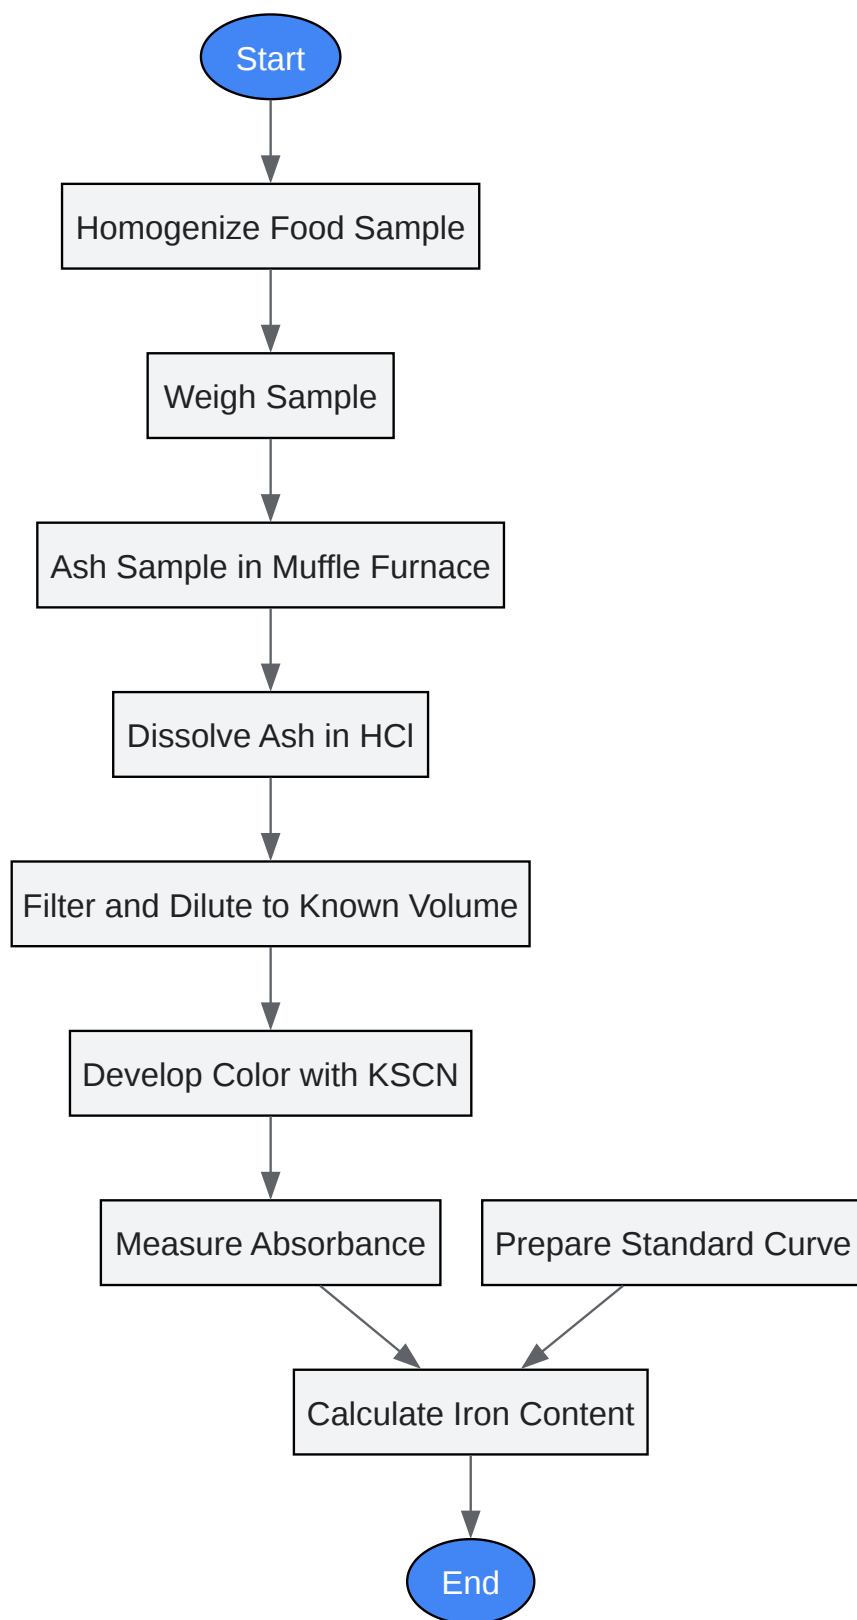 Start
Homogenize Food Sample
Weigh Sample
Ash Sample in Muffle Furnace
Dissolve Ash in HCl
Filter and Dilute to Known Volume
Develop Color with KSCN
Measure Absorbance
Prepare Standard Curve
Calculate Iron Content
End